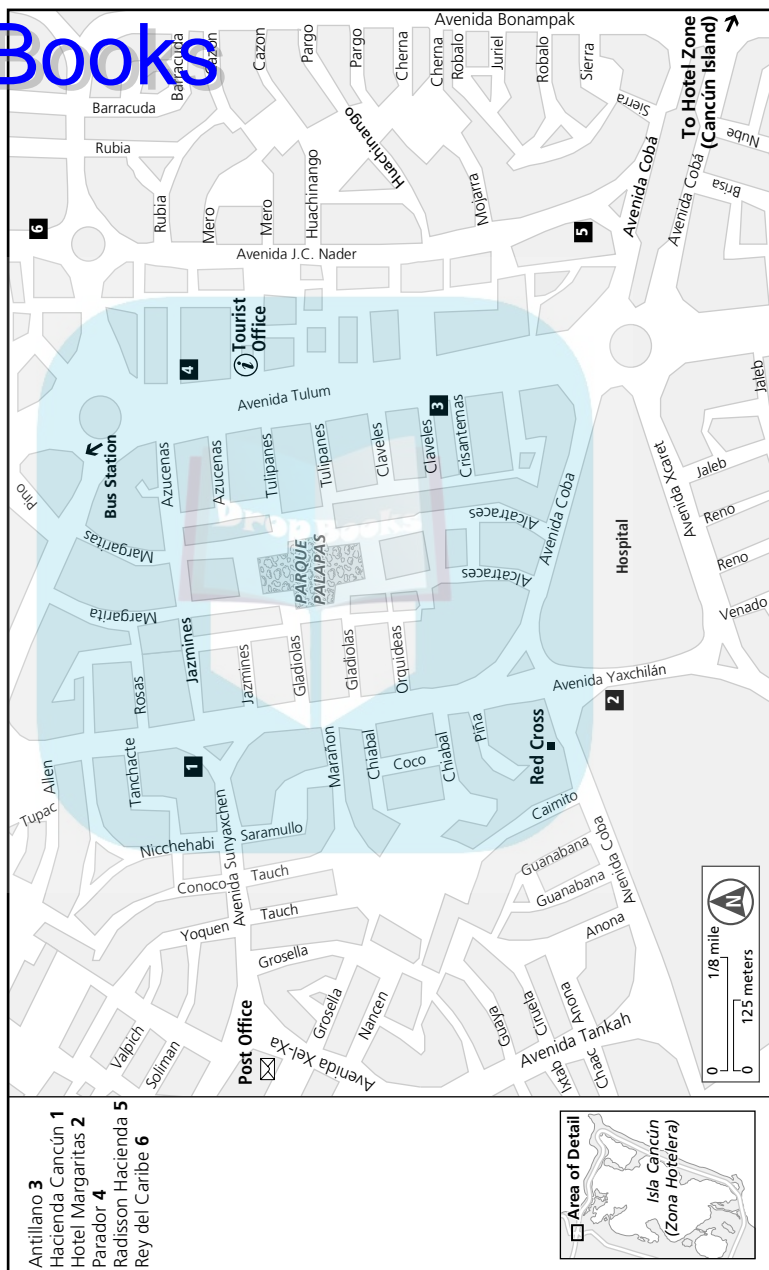 Books
Avenida Bonampak
To Hotel Zone
(Cancún Island)
Barracuda
Cazon
Cazon
Pargo
Pargo
Cherna
Cherna
Robalo
Juriel
Robalo
Sierra
Sierra
Nube
Brisa
Barracuda
Rubia
Rubia
Mero
Mero
Huachinango
Huachinango
Mojarra
Avenida Cobá
Avenida Cobá
6
5
Avenida J.C. Nader
4
i Tourist
Office
Avenida Tulum
3
Bus Station
Pino
Azucenas
Azucenas
Tulipanes
Tulipanes
Claveles
Claveles
Crisantemas
Jaleb
Jaleb
Avenida Xcaret
Reno
Reno
Venado
Hospital
Margaritas
Margarita
DropBooks
PARQUE
PALAPAS
Alcatraces
Alcatraces
Avenida Coba
Rosas
Jazmines
Jazmines
Gladiolas
Gladiolas
Orquideas
Avenida Yaxchilán
2
Allen
Tupac
Tanchacte
1
Marañon
Chiabal
Coco
Chiabal
Piña
Red Cross
Caimito
Nicchehabi
Avenida Sunyaxchen
Saramullo
Conoco
Tauch
Tauch
Yoquen
Guanabana
Guanabana
Avenida Coba
Anona
Grosella
Grosella
Nancen
Valpich
Soliman
Post Office
Avenida Xel-Xa
Guaya
Ciruela
Anona
Avenida Tankah
Ixtab
Chaac
N
0 1/8 mile
0 125 meters
Antillano 3
Hacienda Cancún 1
Hotel Margaritas 2
Parador 4
Radisson Hacienda 5
Rey del Caribe 6
Area of Detail
Isla Cancún
(Zona Hotelera)